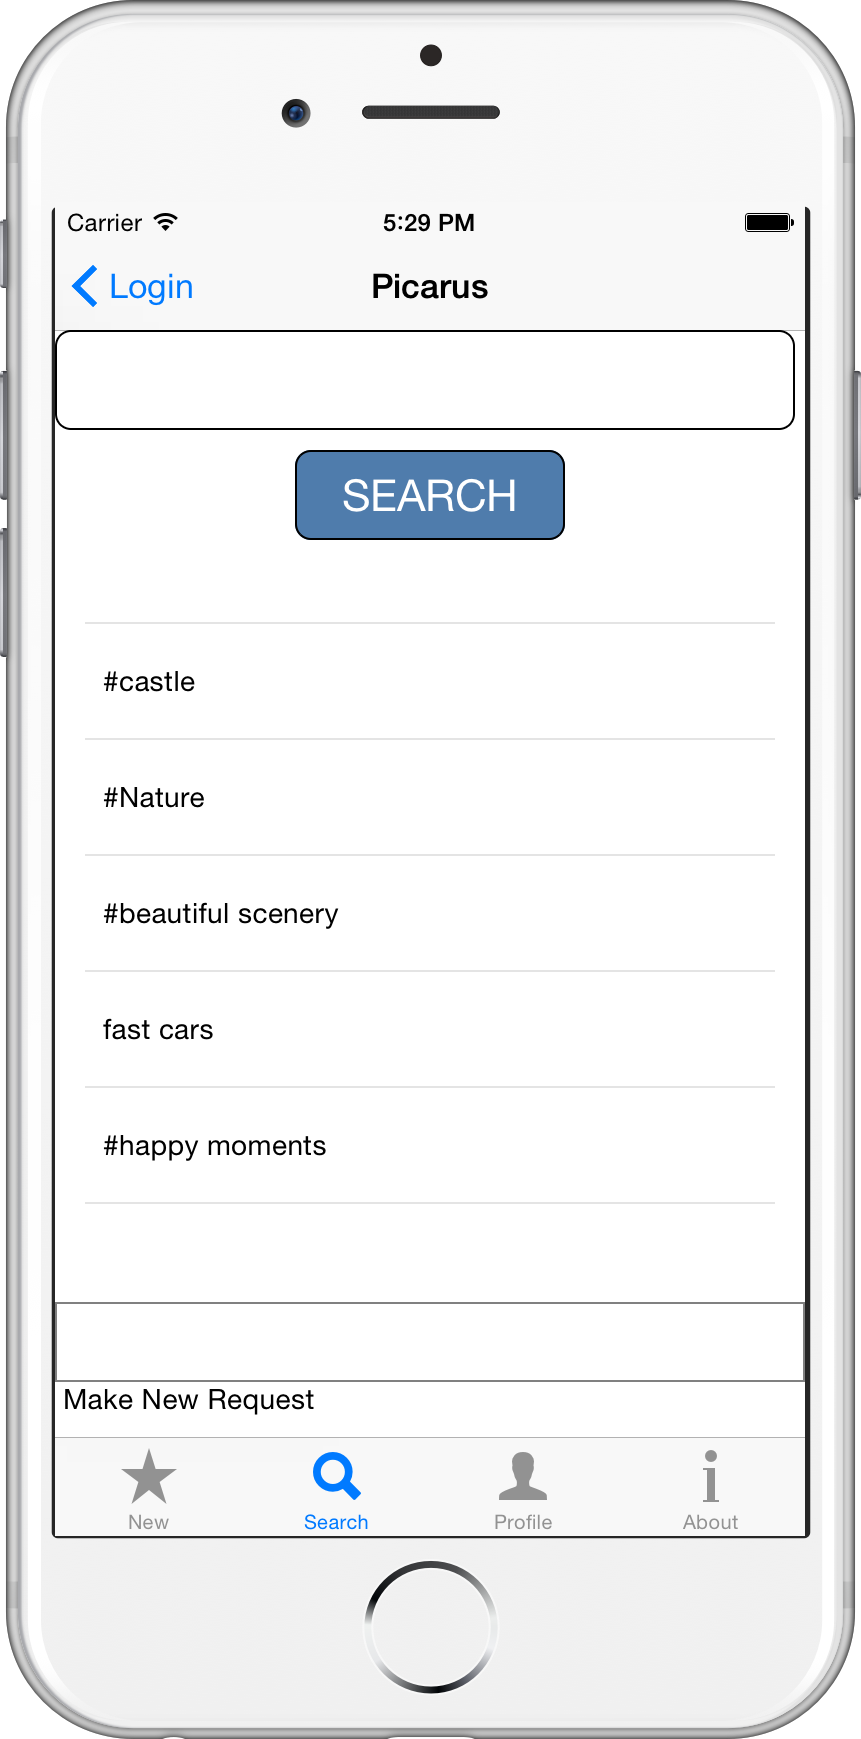 Carrier
5:29 PM
Login
Picarus
SEARCH
#castle
#Nature
#beautiful scenery
fast cars
#happy moments
Make New Request
New
Search
Profile
About